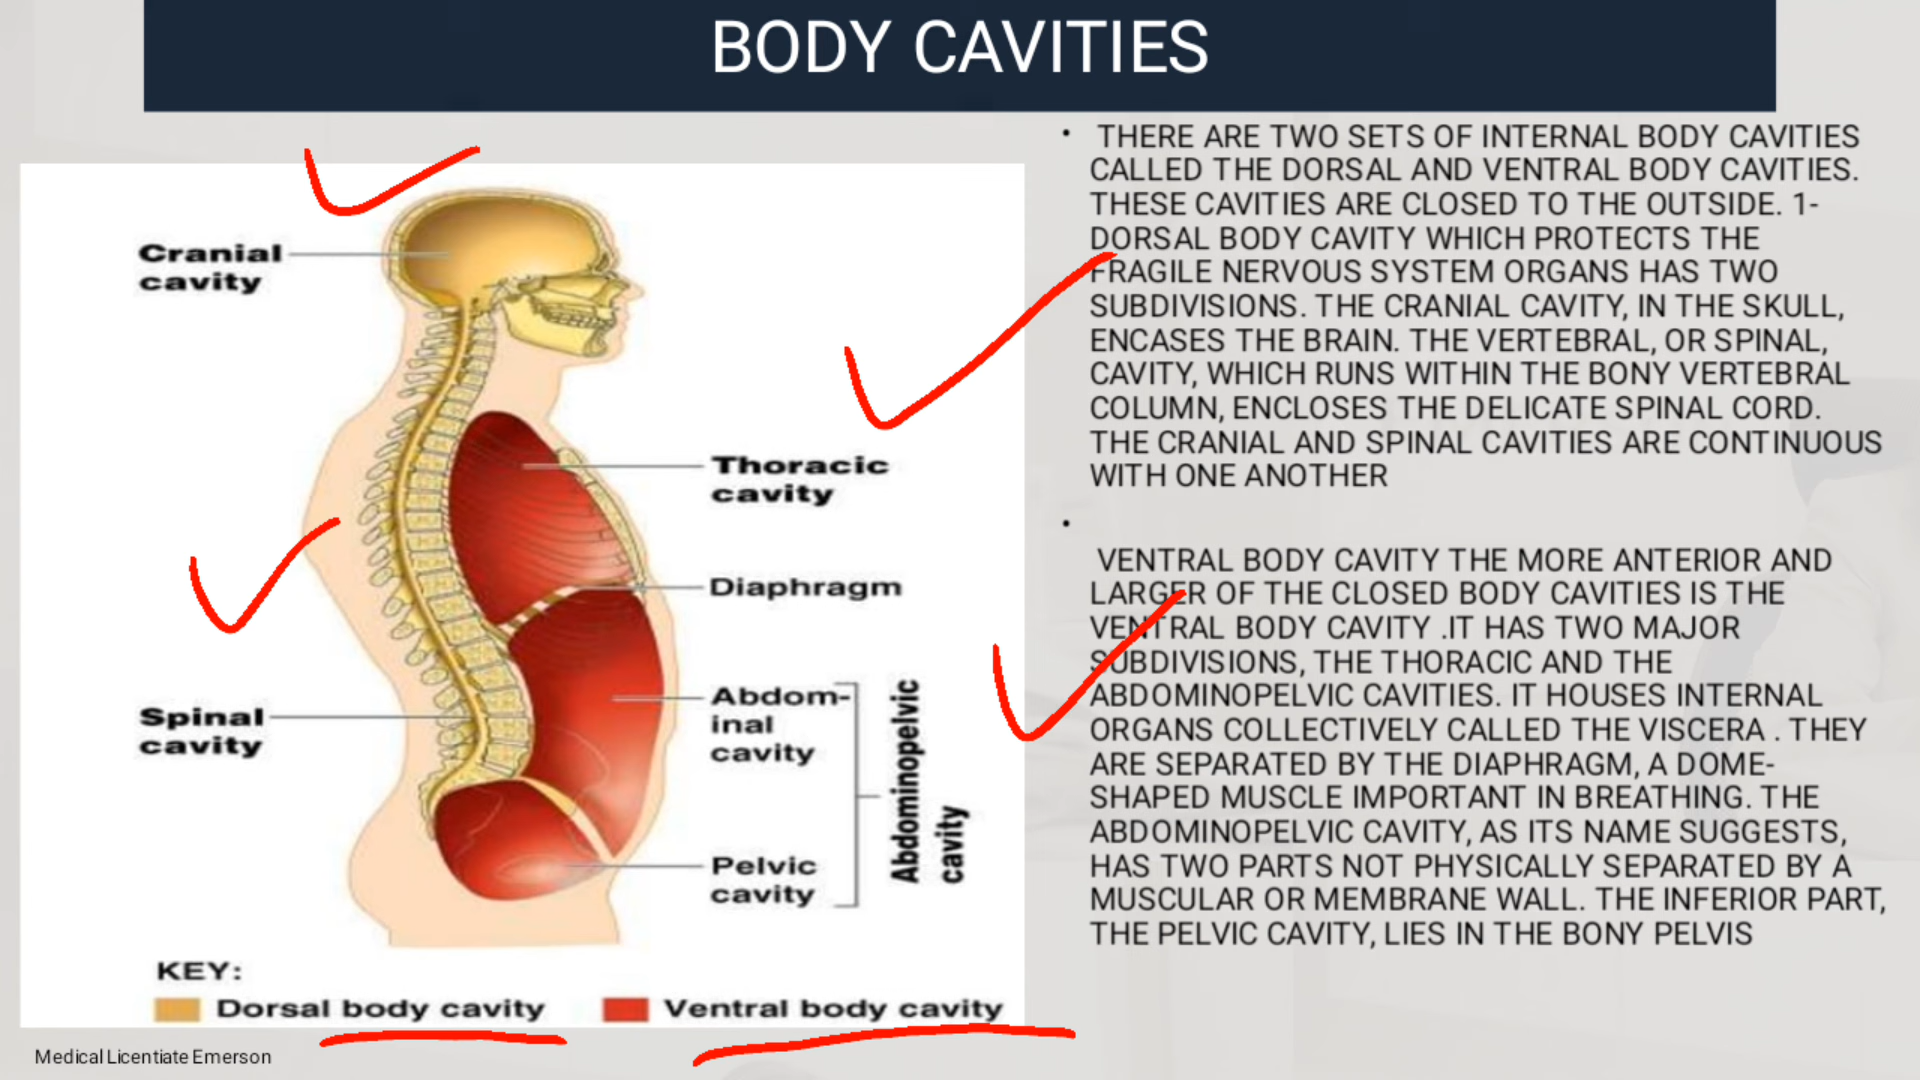 BODY CAVITIES
Cranial
cavity
Thoracic
cavity
Diaphragm
Spinal
cavity
Abdom-
inal
cavity
Abdominopelvic
cavity
Pelvic
cavity
KEY:
Dorsal body cavity
Ventral body cavity
Medical Licentiate Emerson
• THERE ARE TWO SETS OF INTERNAL BODY CAVITIES
CALLED THE DORSAL AND VENTRAL BODY CAVITIES.
THESE CAVITIES ARE CLOSED TO THE OUTSIDE. 1-
DORSAL BODY CAVITY WHICH PROTECTS THE
FRAGILE NERVOUS SYSTEM ORGANS HAS TWO
SUBDIVISIONS. THE CRANIAL CAVITY, IN THE SKULL,
ENCASES THE BRAIN. THE VERTEBRAL, OR SPINAL,
CAVITY, WHICH RUNS WITHIN THE BONY VERTEBRAL
COLUMN, ENCLOSES THE DELICATE SPINAL CORD.
THE CRANIAL AND SPINAL CAVITIES ARE CONTINUOUS
WITH ONE ANOTHER
•
VENTRAL BODY CAVITY THE MORE ANTERIOR AND
LARGER OF THE CLOSED BODY CAVITIES IS THE
VENTRAL BODY CAVITY .IT HAS TWO MAJOR
SUBDIVISIONS, THE THORACIC AND THE
ABDOMINOPELVIC CAVITIES. IT HOUSES INTERNAL
ORGANS COLLECTIVELY CALLED THE VISCERA . THEY
ARE SEPARATED BY THE DIAPHRAGM, A DOME-
SHAPED MUSCLE IMPORTANT IN BREATHING. THE
ABDOMINOPELVIC CAVITY, AS ITS NAME SUGGESTS,
HAS TWO PARTS NOT PHYSICALLY SEPARATED BY A
MUSCULAR OR MEMBRANE WALL. THE INFERIOR PART,
THE PELVIC CAVITY, LIES IN THE BONY PELVIS